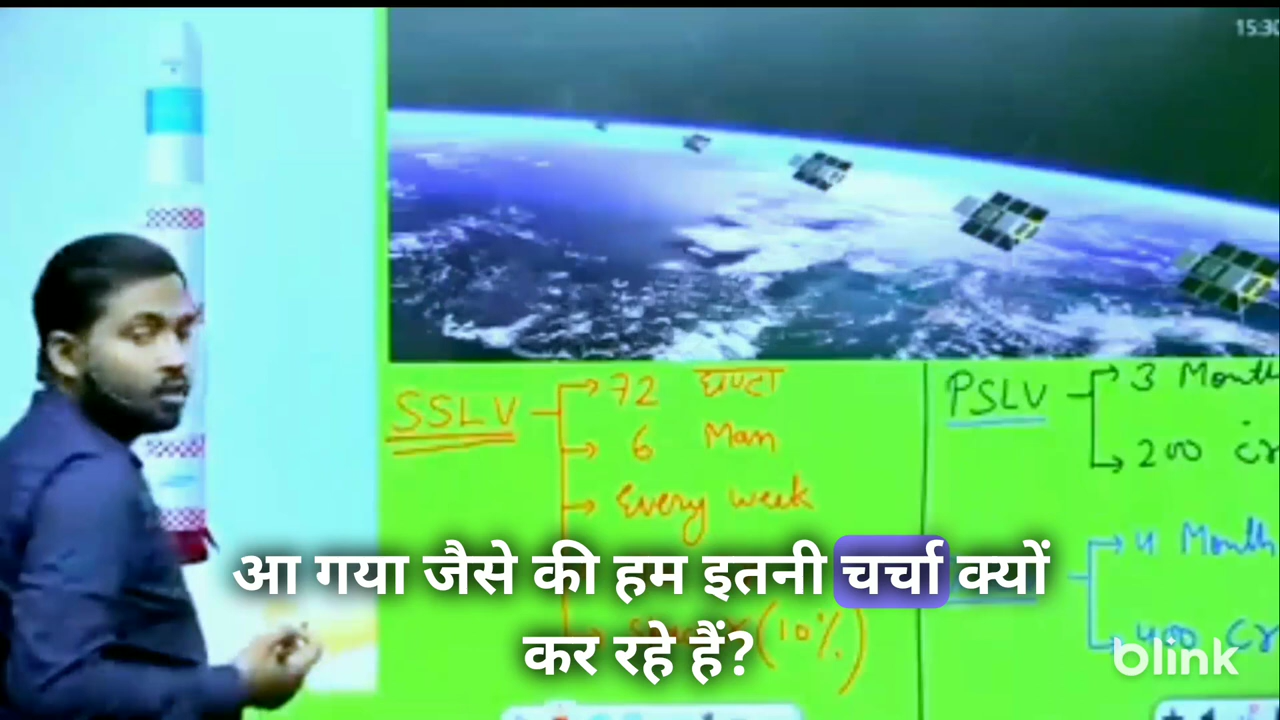 15:30
SSLV
72 घण्टा
6 Man
Every week
(10%)
PSLV
3 Month
200 cr
4 Month
400 cr
आ गया जैसे की हम इतनी चर्चा क्यों
कर रहे हैं?
blink